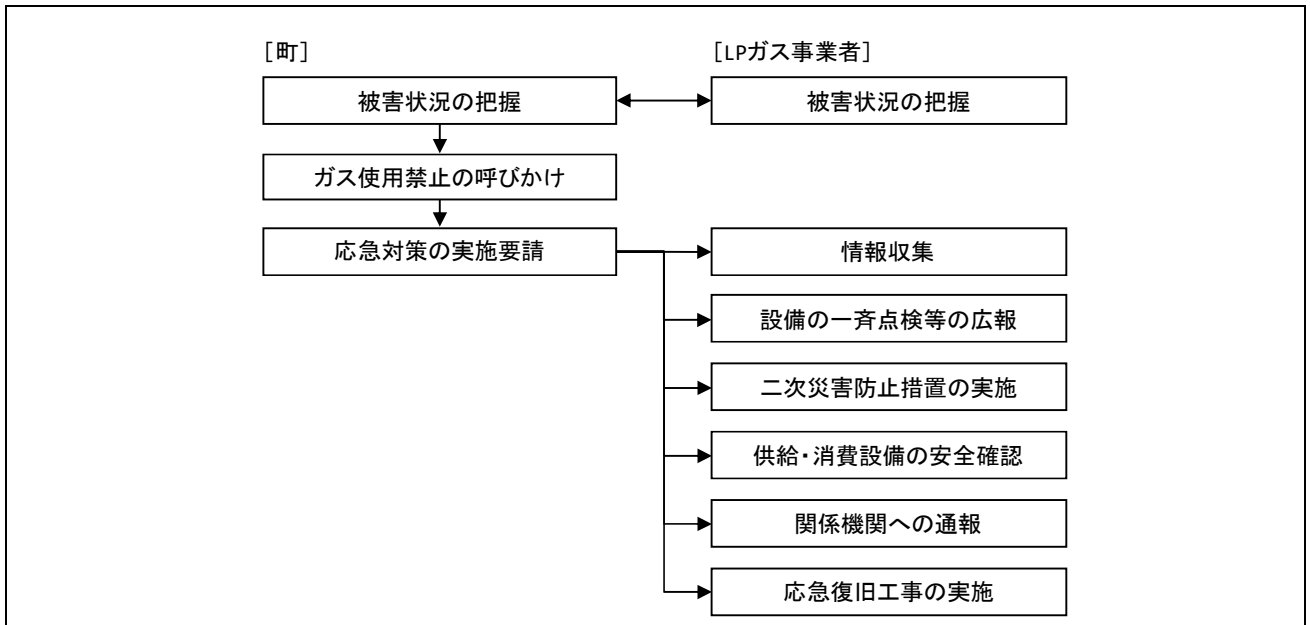 ［町］
［LPガス事業者］
被害状況の把握
被害状況の把握
ガス使用禁止の呼びかけ
応急対策の実施要請
情報収集
設備の一斉点検等の広報
二次災害防止措置の実施
供給・消費設備の安全確認
関係機関への通報
応急復旧工事の実施